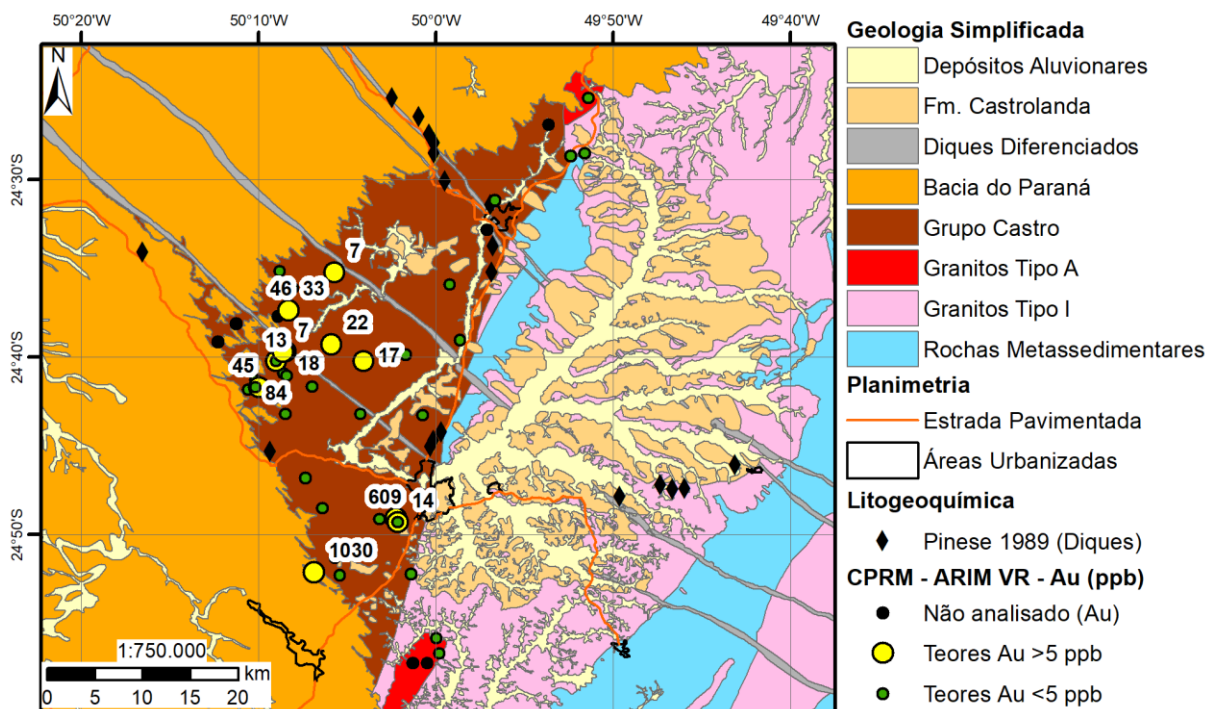 50°20'W 50°10'W 50°0'W 49°50'W 49°40'W
N
24°30'S
24°40'S
24°50'S
7
46 33
22
7
13
17
18
45
84
609 14
1030
1:750.000
0 5 10 15 20 km
Geologia Simplificada
Depósitos Aluvionares
Fm. Castrolanda
Diques Diferenciados
Bacia do Paraná
Grupo Castro
Granitos Tipo A
Granitos Tipo I
Rochas Metassedimentares
Planimetria
Estrada Pavimentada
Áreas Urbanizadas
Litogeoquímica
Pinese 1989 (Diques)
CPRM - ARIM VR - Au (ppb)
Não analisado (Au)
Teores Au >5 ppb
Teores Au <5 ppb